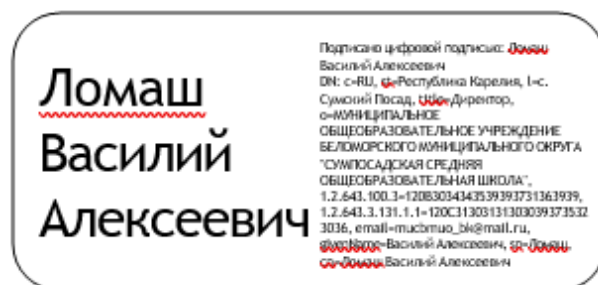 Ломаш
Василий
Алексеевич
Подписано цифровой подписью: Ломаш
Василий Алексеевич
DN: c=RU, st=Республика Карелия, l=с.
Сумский Посад, title=Директор,
o=МУНИЦИПАЛЬНОЕ
ОБЩЕОБРАЗОВАТЕЛЬНОЕ УЧРЕЖДЕНИЕ
БЕЛОМОРСКОГО МУНИЦИПАЛЬНОГО ОКРУГА
"СУМПОСАДСКАЯ СРЕДНЯЯ
ОБЩЕОБРАЗОВАТЕЛЬНАЯ ШКОЛА",
1.2.643.100.3=120B3034343539393731363939,
1.2.643.3.131.1.1=120C31303131303039373532
3036, email=mucbmuo_bk@mail.ru,
givenName=Василий Алексеевич, sn=Ломаш,
cn=Ломаш Василий Алексеевич